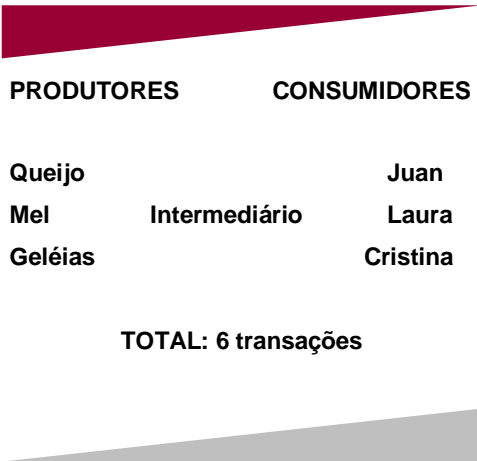 PRODUTORES CONSUMIDORES
Queijo Juan
Mel Intermediário Laura
Geléias Cristina
TOTAL: 6 transações